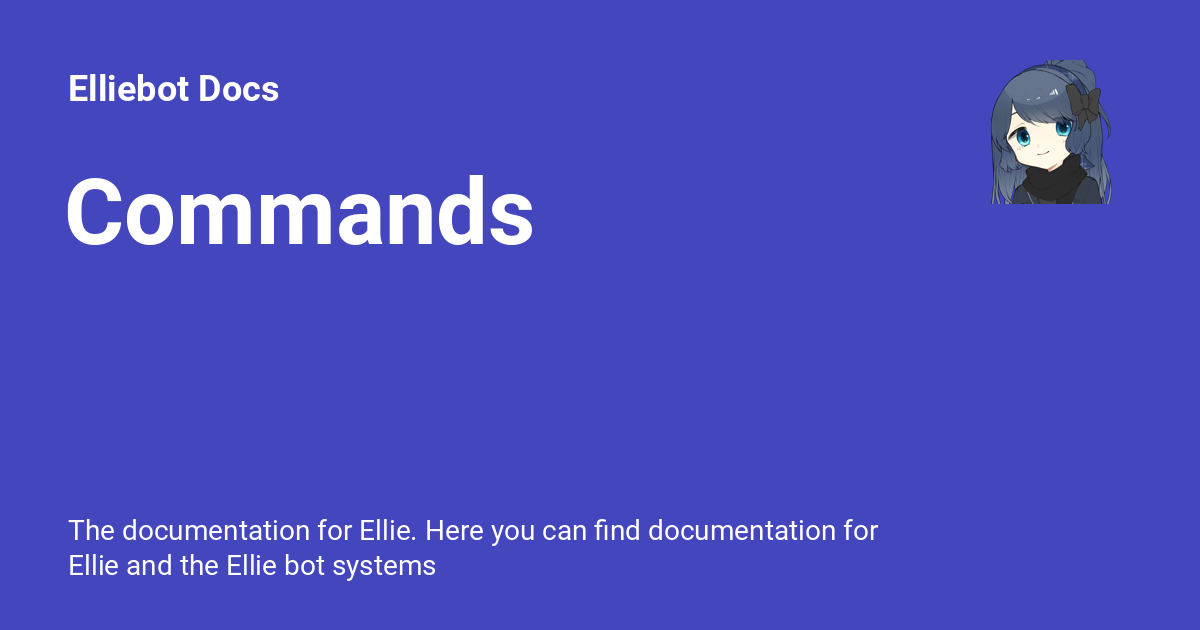 Elliebot Docs
Commands
The documentation for Ellie. Here you can find documentation for
Ellie and the Ellie bot systems